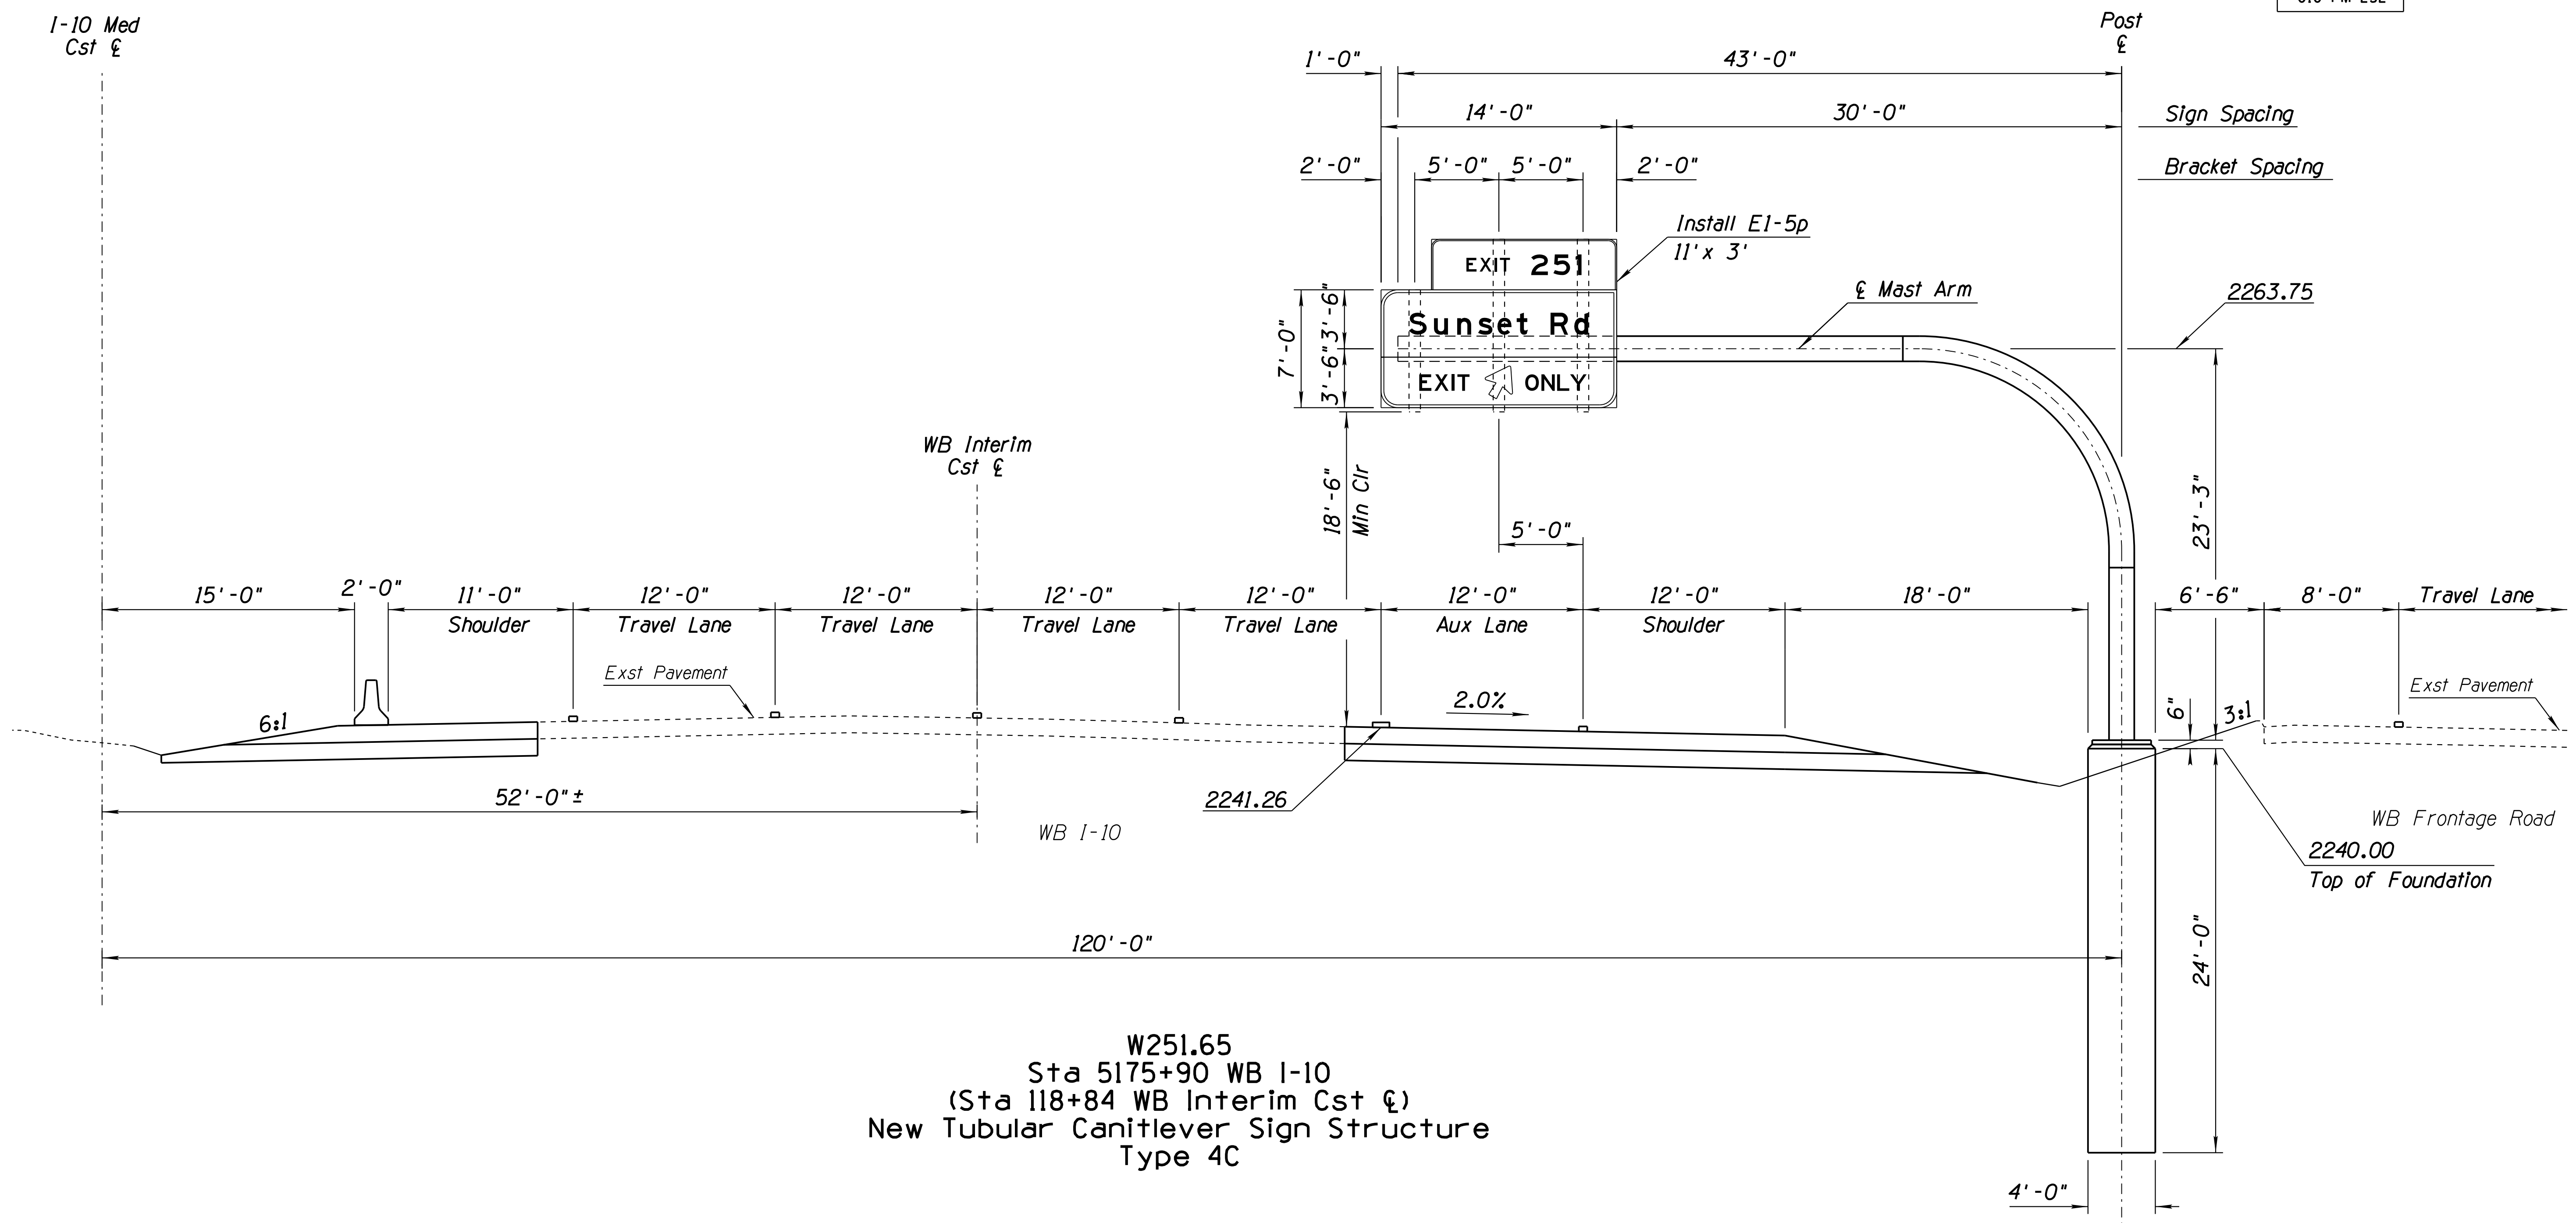 I-10 Med
Cst ℄
Post
℄
1'-0"
43'-0"
14'-0"
30'-0"
Sign Spacing
2'-0"
5'-0"
5'-0"
2'-0"
Bracket Spacing
Install E1-5p
11'x 3'
EXIT 251
℄ Mast Arm
2263.75
7'-0"
3'-6"
3'-6"
Sunset Rd
EXIT ONLY
WB Interim
Cst ℄
18'-6"
Min Clr
5'-0"
23'-3"
15'-0"
2'-0"
11'-0"
12'-0"
12'-0"
12'-0"
12'-0"
12'-0"
12'-0"
18'-0"
6'-6"
8'-0"
Travel Lane
Shoulder
Travel Lane
Travel Lane
Travel Lane
Travel Lane
Aux Lane
Shoulder
Exst Pavement
Exst Pavement
6:1
2.0%
6"
3:1
52'-0"±
2241.26
WB I-10
WB Frontage Road
2240.00
Top of Foundation
120'-0"
24'-0"
W251.65
Sta 5175+90 WB I-10
(Sta 118+84 WB Interim Cst ℄)
New Tubular Canitlever Sign Structure
Type 4C
4'-0"